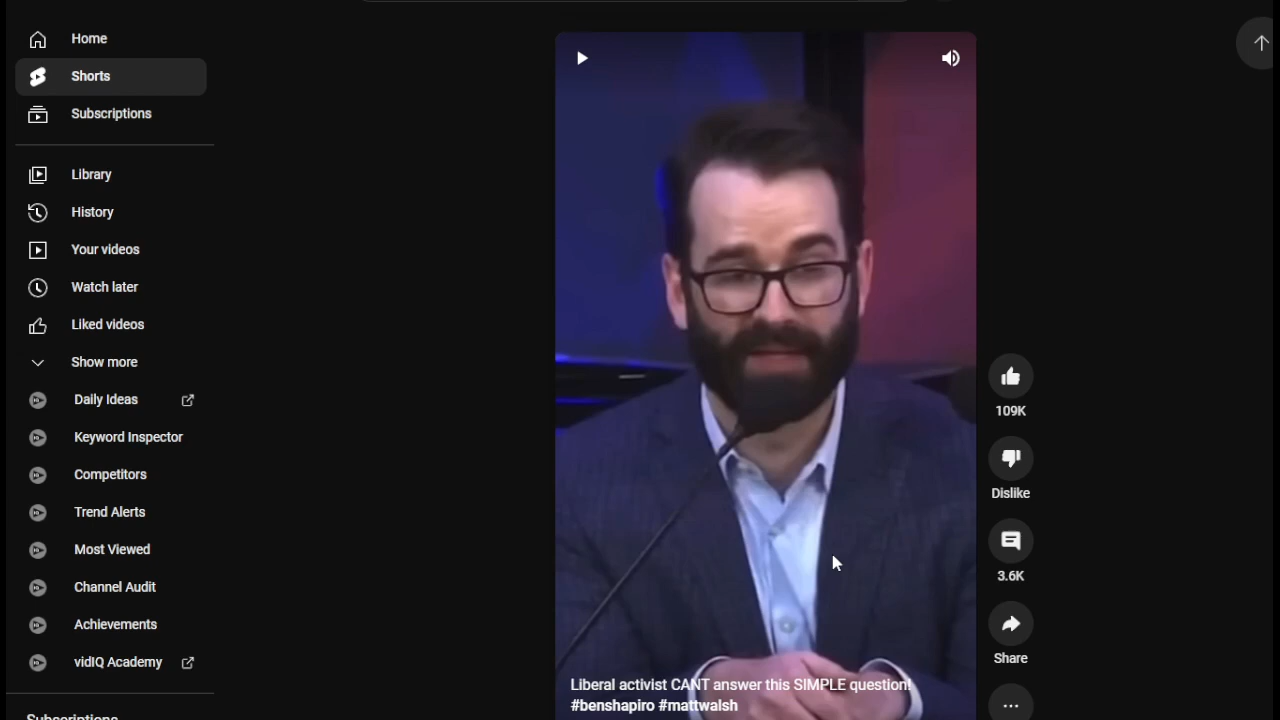 Home
Shorts
Subscriptions
Library
History
Your videos
Watch later
Liked videos
Show more
Daily Ideas
Keyword Inspector
Competitors
Trend Alerts
Most Viewed
Channel Audit
Achievements
vidIQ Academy
Subscriptions
109K
Dislike
3.6K
Share
Liberal activist CANT answer this SIMPLE question!
#benshapiro #mattwalsh